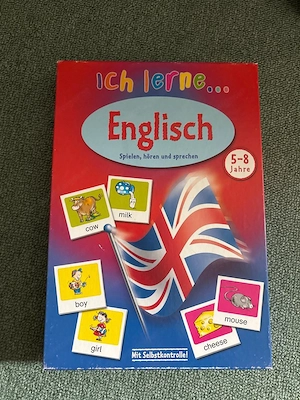 ich lerne...
Englisch
Spielen, hören und sprechen
5-8
Jahre
cow
milk
boy
girl
mouse
cheese
Mit Selbstkontrolle!